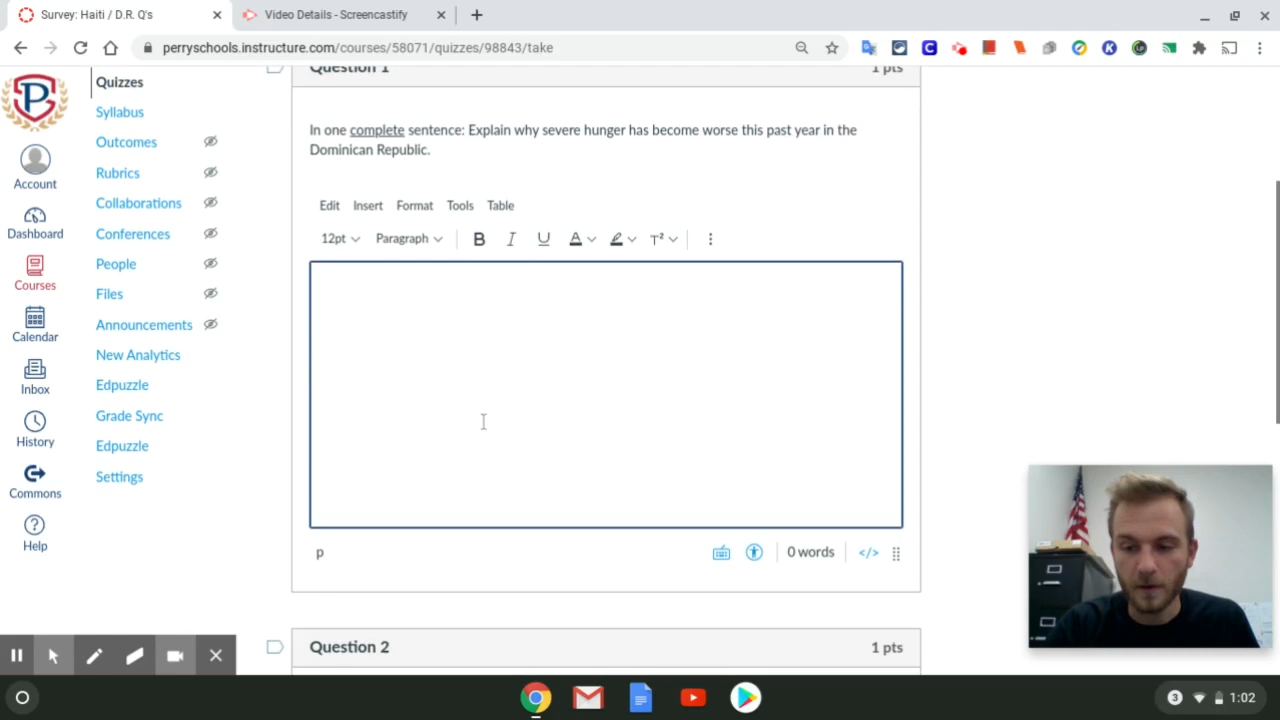 Survey: Haiti / D.R. Q's
Video Details - Screencastify
perryschools.instructure.com/courses/58071/quizzes/98843/take
P
Account
Dashboard
Courses
Calendar
Inbox
History
Commons
Help
Quizzes
Syllabus
Outcomes
Rubrics
Collaborations
Conferences
People
Files
Announcements
New Analytics
Edpuzzle
Grade Sync
Edpuzzle
Settings
Question 1 1 pts
In one complete sentence: Explain why severe hunger has become worse this past year in the
Dominican Republic.
Edit Insert Format Tools Table
12pt Paragraph B I U A T²
p 0 words </>
Question 2 1 pts
3 1:02